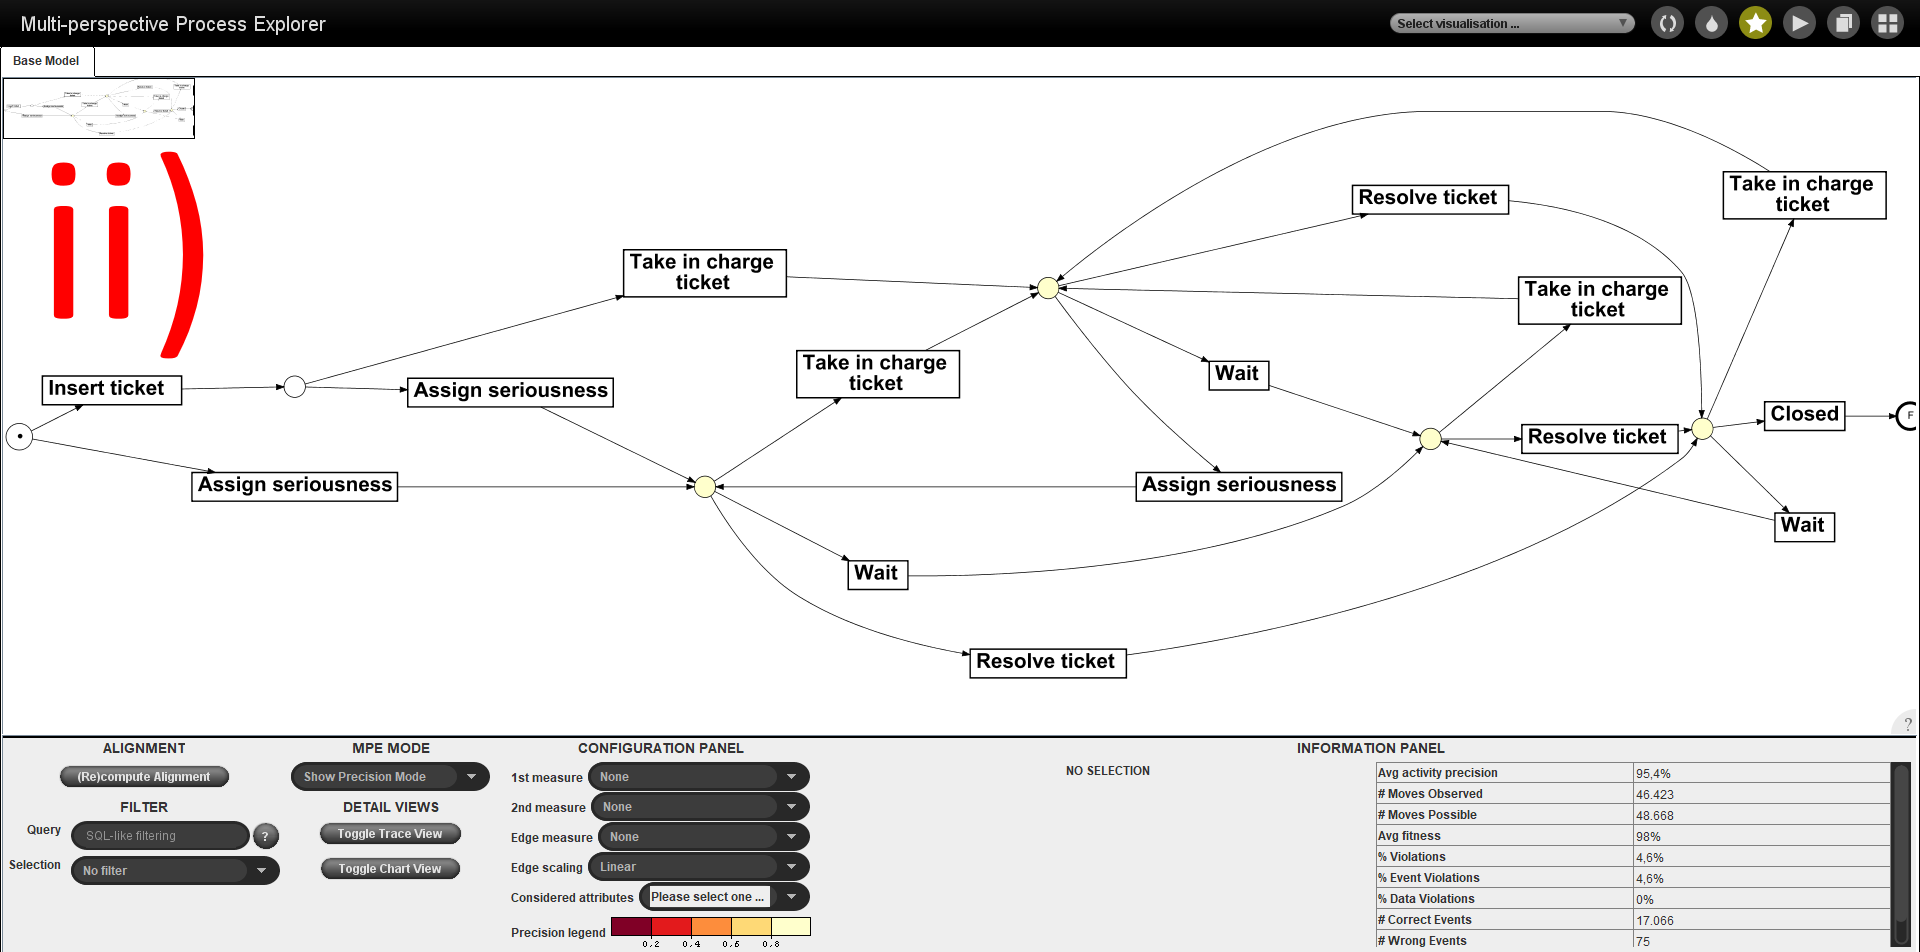 Multi-perspective Process Explorer
Select visualisation ...
Base Model
ii)
Take in charge
ticket
Resolve ticket
Take in charge
ticket
Take in charge
ticket
Insert ticket
Assign seriousness
Take in charge
ticket
Wait
Closed
F
Resolve ticket
Assign seriousness
Assign seriousness
Wait
Wait
Resolve ticket
?
ALIGNMENT
(Re)compute Alignment
FILTER
Query
SQL-like filtering
?
Selection
No filter
MPE MODE
Show Precision Mode
DETAIL VIEWS
Toggle Trace View
Toggle Chart View
CONFIGURATION PANEL
1st measure
None
2nd measure
None
Edge measure
None
Edge scaling
Linear
Considered attributes
Please select one ...
Precision legend
0,2 0,4 0,6 0,8
NO SELECTION
INFORMATION PANEL
Avg activity precision 95,4%
# Moves Observed 46.423
# Moves Possible 48.668
Avg fitness 98%
% Violations 4,6%
% Event Violations 4,6%
% Data Violations 0%
# Correct Events 17.066
# Wrong Events 75